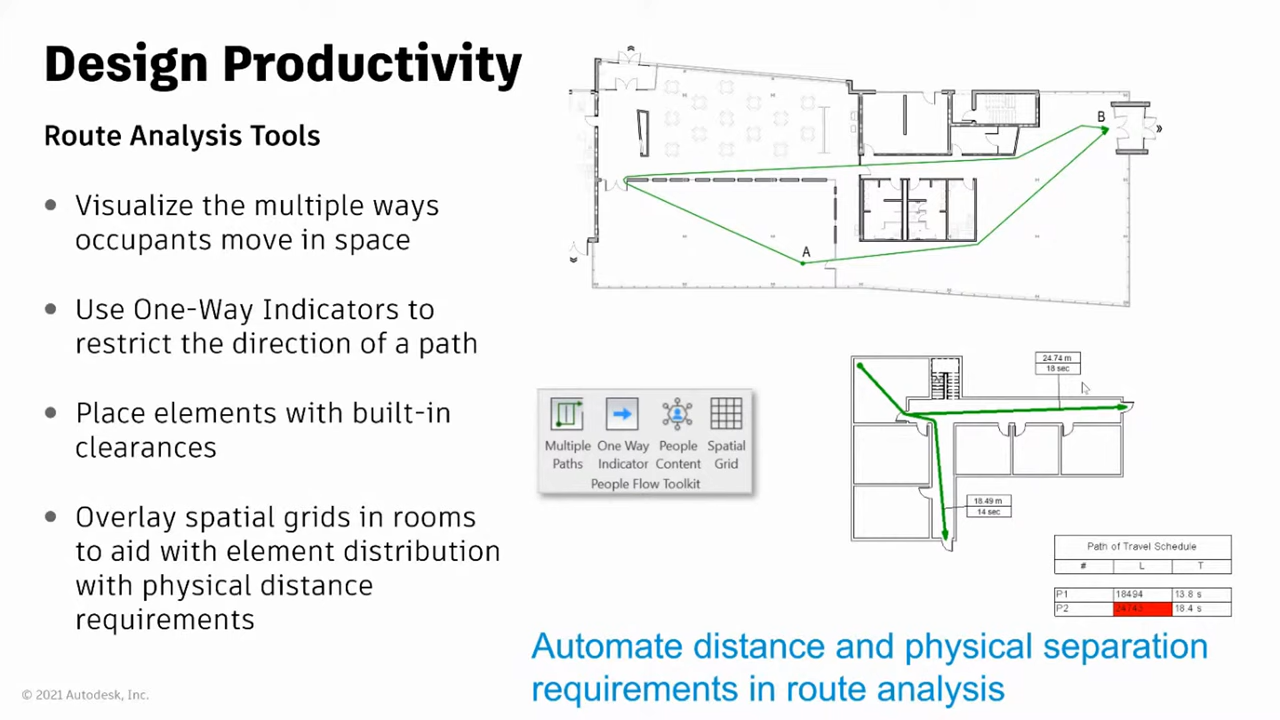 Design Productivity
Route Analysis Tools
Visualize the multiple ways
occupants move in space
Use One-Way Indicators to
restrict the direction of a path
Place elements with built-in
clearances
Overlay spatial grids in rooms
to aid with element distribution
with physical distance
requirements
B
A
Multiple Paths
One Way Indicator
People Content
Spatial Grid
People Flow Toolkit
24.74 m
18 sec
18.49 m
14 sec
Path of Travel Schedule
# L T
P1 18494 13.8 s
P2 24743 18.4 s
Automate distance and physical separation
requirements in route analysis
© 2021 Autodesk, Inc.